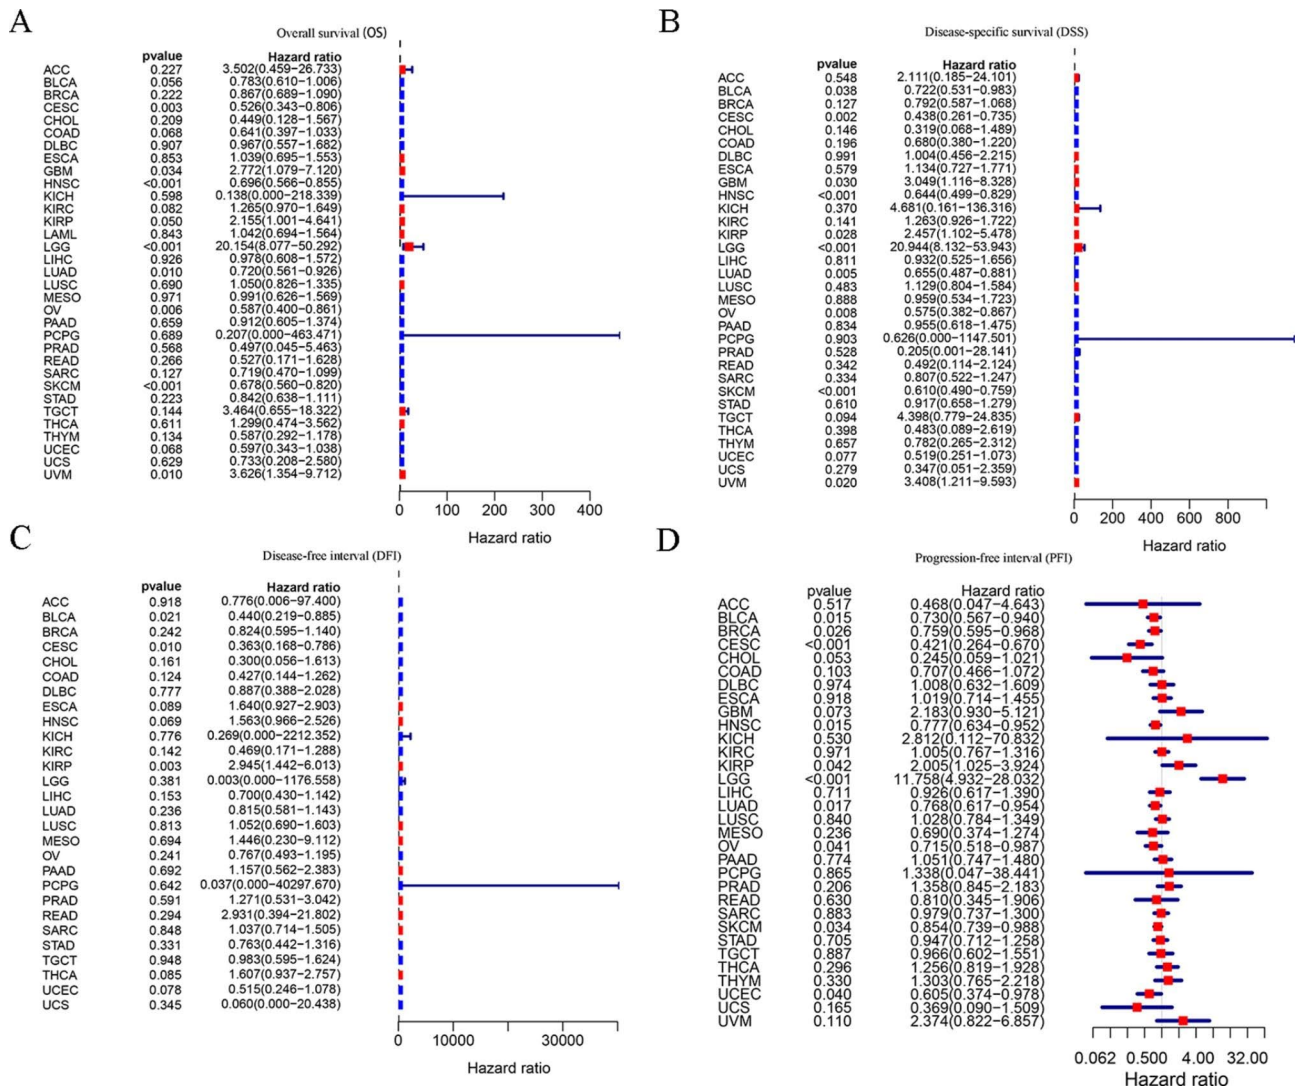 A
Overall survival (OS)
pvalue Hazard ratio
ACC 0.227 3.502(0.459−26.733)
BLCA 0.056 0.783(0.610−1.006)
BRCA 0.222 0.867(0.689−1.090)
CESC 0.003 0.526(0.343−0.806)
CHOL 0.209 0.449(0.128−1.567)
COAD 0.068 0.641(0.397−1.033)
DLBC 0.907 0.967(0.557−1.682)
ESCA 0.853 1.039(0.695−1.553)
GBM 0.034 2.772(1.079−7.120)
HNSC <0.001 0.696(0.566−0.855)
KICH 0.598 0.138(0.000−218.339)
KIRC 0.082 1.265(0.970−1.649)
KIRP 0.050 2.155(1.001−4.641)
LAML 0.843 1.042(0.694−1.564)
LGG <0.001 20.154(8.077−50.292)
LIHC 0.926 0.978(0.608−1.572)
LUAD 0.010 0.720(0.561−0.926)
LUSC 0.690 1.050(0.826−1.335)
MESO 0.971 0.991(0.626−1.569)
OV 0.006 0.587(0.400−0.861)
PAAD 0.659 0.912(0.605−1.374)
PCPG 0.689 0.207(0.000−463.471)
PRAD 0.568 0.497(0.045−5.463)
READ 0.266 0.527(0.171−1.628)
SARC 0.127 0.719(0.470−1.099)
SKCM <0.001 0.678(0.560−0.820)
STAD 0.223 0.842(0.638−1.111)
TGCT 0.144 3.464(0.655−18.322)
THCA 0.611 1.299(0.474−3.562)
THYM 0.134 0.587(0.292−1.178)
UCEC 0.068 0.597(0.343−1.038)
UCS 0.629 0.733(0.208−2.580)
UVM 0.010 3.626(1.354−9.712)
0 100 200 300 400
Hazard ratio
B
Disease-specific survival (DSS)
pvalue Hazard ratio
ACC 0.548 2.111(0.185−24.101)
BLCA 0.038 0.722(0.531−0.983)
BRCA 0.127 0.792(0.587−1.068)
CESC 0.002 0.438(0.261−0.735)
CHOL 0.146 0.319(0.068−1.489)
COAD 0.196 0.680(0.380−1.220)
DLBC 0.991 1.004(0.456−2.215)
ESCA 0.579 1.134(0.727−1.771)
GBM 0.030 3.049(1.116−8.328)
HNSC <0.001 0.644(0.499−0.829)
KICH 0.370 4.681(0.161−136.316)
KIRC 0.141 1.263(0.926−1.722)
KIRP 0.028 2.457(1.102−5.478)
LGG <0.001 20.944(8.132−53.943)
LIHC 0.811 0.932(0.525−1.656)
LUAD 0.005 0.655(0.487−0.881)
LUSC 0.483 1.129(0.804−1.584)
MESO 0.888 0.959(0.534−1.723)
OV 0.008 0.575(0.382−0.867)
PAAD 0.834 0.955(0.618−1.475)
PCPG 0.903 0.626(0.000−1147.501)
PRAD 0.528 0.205(0.001−28.141)
READ 0.342 0.492(0.114−2.124)
SARC 0.334 0.807(0.522−1.247)
SKCM <0.001 0.610(0.490−0.759)
STAD 0.610 0.917(0.658−1.279)
TGCT 0.094 4.398(0.779−24.835)
THCA 0.398 0.483(0.089−2.619)
THYM 0.657 0.782(0.265−2.312)
UCEC 0.077 0.519(0.251−1.073)
UCS 0.279 0.347(0.051−2.359)
UVM 0.020 3.408(1.211−9.593)
0 200 400 600 800
Hazard ratio
C
Disease-free interval (DFI)
pvalue Hazard ratio
ACC 0.918 0.776(0.006−97.400)
BLCA 0.021 0.440(0.219−0.885)
BRCA 0.242 0.824(0.595−1.140)
CESC 0.010 0.363(0.168−0.786)
CHOL 0.161 0.300(0.056−1.613)
COAD 0.124 0.427(0.144−1.262)
DLBC 0.777 0.887(0.388−2.028)
ESCA 0.089 1.640(0.927−2.903)
HNSC 0.069 1.563(0.966−2.526)
KICH 0.776 0.269(0.000−2212.352)
KIRC 0.142 0.469(0.171−1.288)
KIRP 0.003 2.945(1.442−6.013)
LGG 0.381 0.003(0.000−1176.558)
LIHC 0.153 0.700(0.430−1.142)
LUAD 0.236 0.815(0.581−1.143)
LUSC 0.813 1.052(0.690−1.603)
MESO 0.694 1.446(0.230−9.112)
OV 0.241 0.767(0.493−1.195)
PAAD 0.692 1.157(0.562−2.383)
PCPG 0.642 0.037(0.000−40297.670)
PRAD 0.591 1.271(0.531−3.042)
READ 0.294 2.931(0.394−21.802)
SARC 0.848 1.037(0.714−1.505)
STAD 0.331 0.763(0.442−1.316)
TGCT 0.948 0.983(0.595−1.624)
THCA 0.085 1.607(0.937−2.757)
UCEC 0.078 0.515(0.246−1.078)
UCS 0.345 0.060(0.000−20.438)
0 10000 30000
Hazard ratio
D
Progression-free interval (PFI)
pvalue Hazard ratio
ACC 0.517 0.468(0.047−4.643)
BLCA 0.015 0.730(0.567−0.940)
BRCA 0.026 0.759(0.595−0.968)
CESC <0.001 0.421(0.264−0.670)
CHOL 0.053 0.245(0.059−1.021)
COAD 0.103 0.707(0.466−1.072)
DLBC 0.974 1.008(0.632−1.609)
ESCA 0.918 1.019(0.714−1.455)
GBM 0.073 2.183(0.930−5.121)
HNSC 0.015 0.777(0.634−0.952)
KICH 0.530 2.812(0.112−70.832)
KIRC 0.971 1.005(0.767−1.316)
KIRP 0.042 2.005(1.025−3.924)
LGG <0.001 11.758(4.932−28.032)
LIHC 0.711 0.926(0.617−1.390)
LUAD 0.017 0.768(0.617−0.954)
LUSC 0.840 1.028(0.784−1.349)
MESO 0.236 0.690(0.374−1.274)
OV 0.041 0.715(0.518−0.987)
PAAD 0.774 1.051(0.747−1.480)
PCPG 0.865 1.338(0.047−38.441)
PRAD 0.206 1.358(0.845−2.183)
READ 0.630 0.810(0.345−1.906)
SARC 0.883 0.979(0.737−1.300)
SKCM 0.034 0.854(0.739−0.988)
STAD 0.705 0.947(0.712−1.258)
TGCT 0.887 0.966(0.602−1.551)
THCA 0.296 1.256(0.819−1.928)
THYM 0.330 1.303(0.765−2.218)
UCEC 0.040 0.605(0.374−0.978)
UCS 0.165 0.369(0.090−1.509)
UVM 0.110 2.374(0.822−6.857)
0.062 0.500 4.00 32.00
Hazard ratio